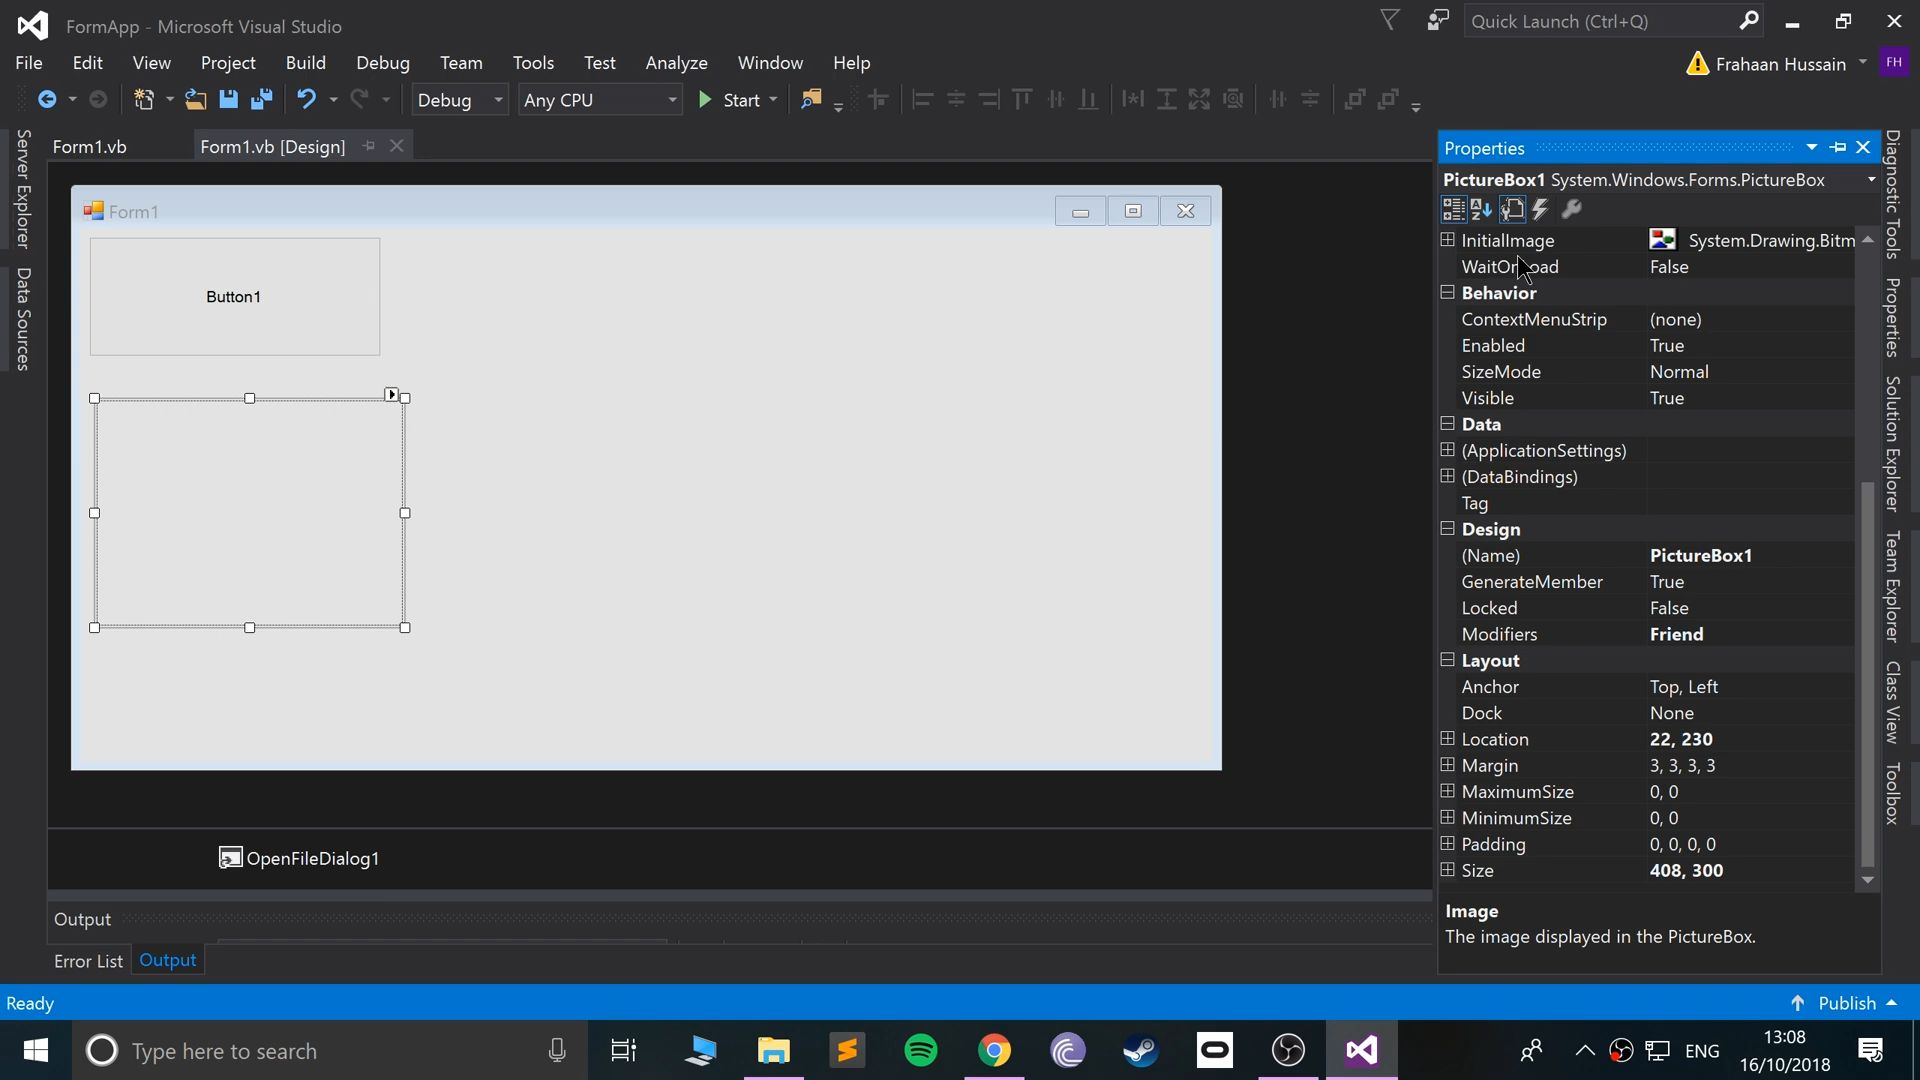 FormApp - Microsoft Visual Studio
Quick Launch (Ctrl+Q)
File Edit View Project Build Debug Team Tools Test Analyze Window Help
Frahaan Hussain
FH
Debug
Any CPU
Start
Server Explorer
Data Sources
Form1.vb
Form1.vb [Design]
Form1
Button1
OpenFileDialog1
Output
Error List
Output
Properties
PictureBox1 System.Windows.Forms.PictureBox
InitialImage System.Drawing.Bitm
False
Behavior
ContextMenuStrip (none)
Enabled True
SizeMode Normal
Visible True
Data
(ApplicationSettings)
(DataBindings)
Tag
Design
(Name) PictureBox1
GenerateMember True
Locked False
Modifiers Friend
Layout
Anchor Top, Left
Dock None
Location 22, 230
Margin 3, 3, 3, 3
MaximumSize 0, 0
MinimumSize 0, 0
Padding 0, 0, 0, 0
Size 408, 300
Image
The image displayed in the PictureBox.
Diagnostic Tools
Properties
Solution Explorer
Team Explorer
Class View
Toolbox
Ready
Publish
Type here to search
ENG
13:08
16/10/2018